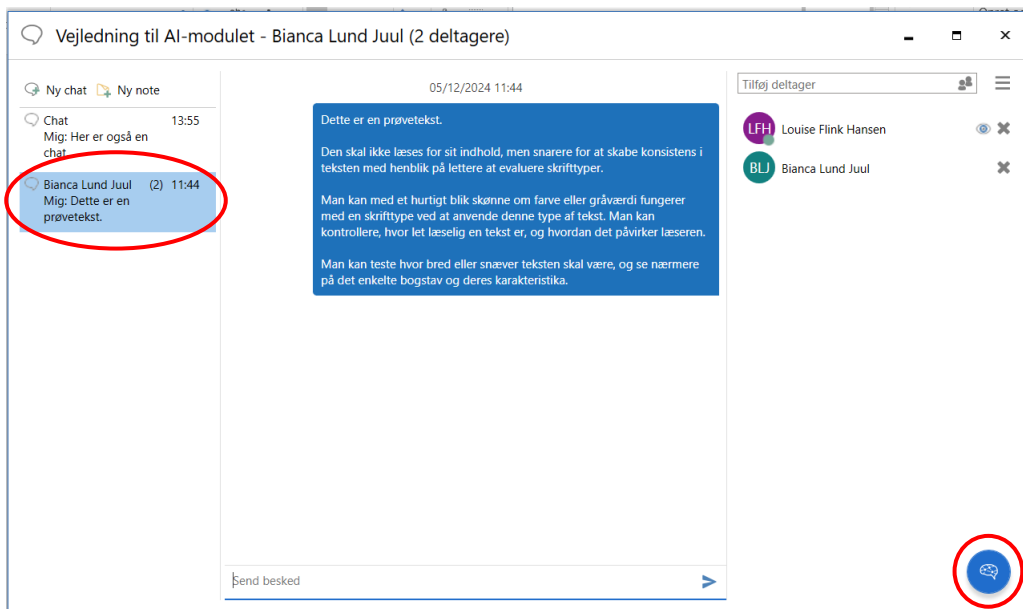 Vejledning til AI-modulet - Bianca Lund Juul (2 deltagere)
Ny chat Ny note
Chat 13:55
Mig: Her er også en
chat
Bianca Lund Juul (2) 11:44
Mig: Dette er en
prøvetekst.
05/12/2024 11:44
Dette er en prøvetekst.
Den skal ikke læses for sit indhold, men snarere for at skabe konsistens i
teksten med henblik på lettere at evaluere skrifttyper.
Man kan med et hurtigt blik skønne om farve eller gråværdi fungerer
med en skrifttype ved at anvende denne type af tekst. Man kan
kontrollere, hvor let læselig en tekst er, og hvordan det påvirker læseren.
Man kan teste hvor bred eller snæver teksten skal være, og se nærmere
på det enkelte bogstav og deres karakteristika.
Send besked
Tilføj deltager
LFH Louise Flink Hansen
BLJ Bianca Lund Juul